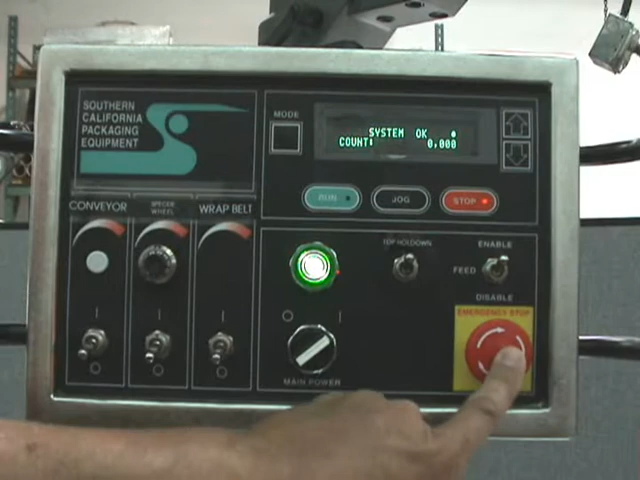 SOUTHERN
CALIFORNIA
PACKAGING
EQUIPMENT
MODE
SYSTEM OK
COUNT: 0,000
RUN
JOG
STOP
CONVEYOR
SPACER
WHEEL
WRAP BELT
TOP HOLDOWN
ENABLE
FEED
DISABLE
EMERGENCY STOP
MAIN POWER